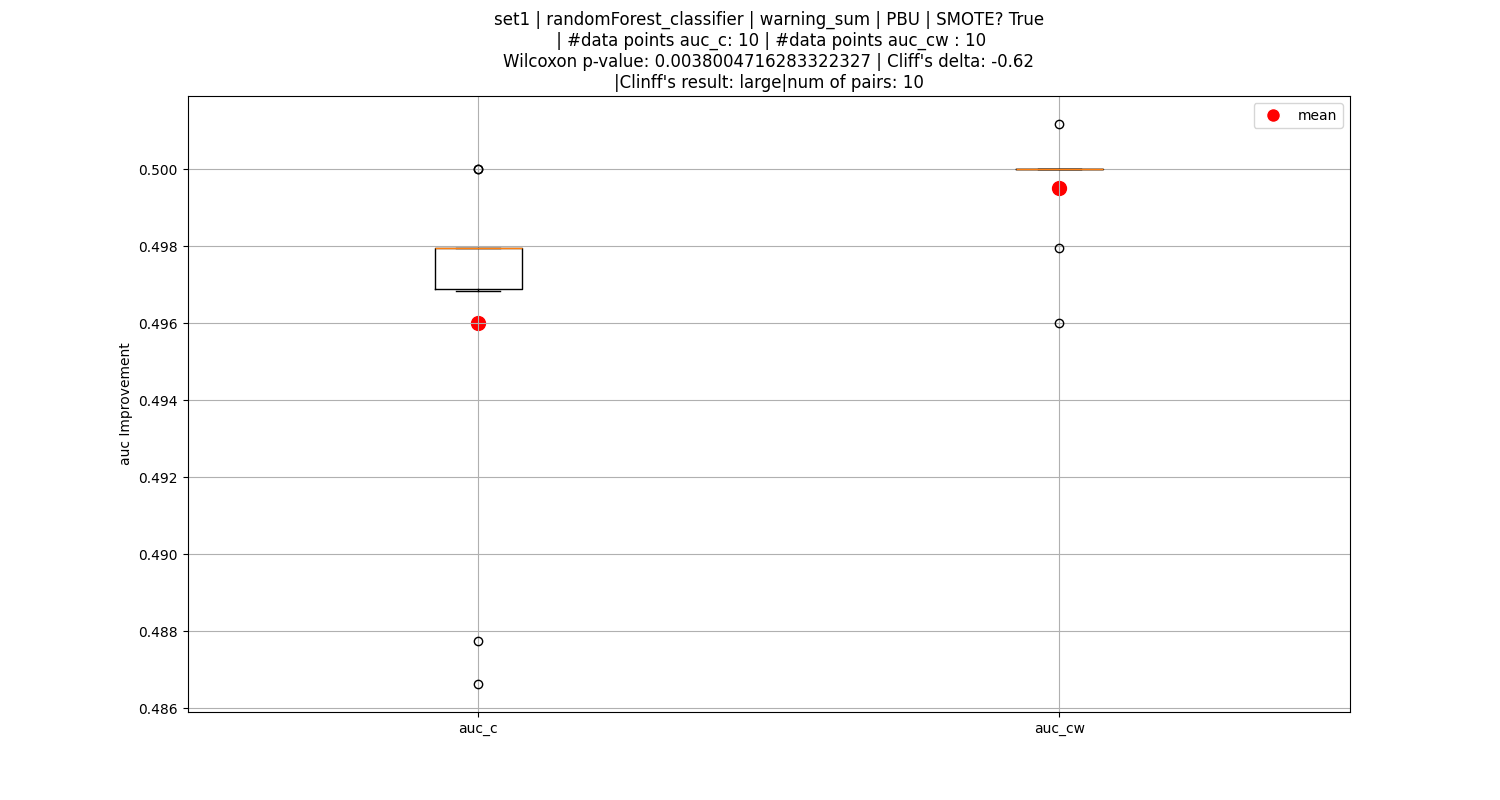 set1 | randomForest_classifier | warning_sum | PBU | SMOTE? True
| #data points auc_c: 10 | #data points auc_cw : 10
Wilcoxon p-value: 0.0038004716283322327 | Cliff's delta: -0.62
|Clinff's result: large|num of pairs: 10
mean
0.500
0.498
0.496
0.494
0.492
0.490
0.488
0.486
auc Improvement
auc_c
auc_cw